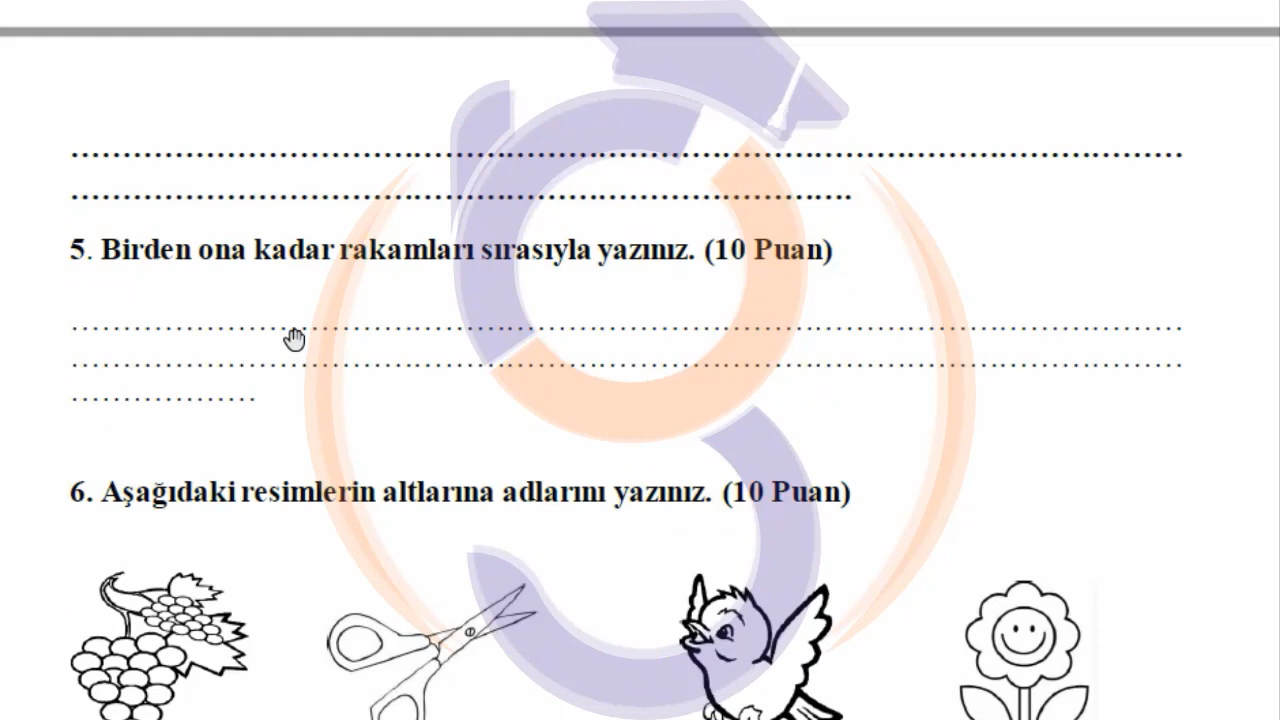 5. Birden ona kadar rakamları sırasıyla yazınız. (10 Puan)
6. Aşağıdaki resimlerin altlarına adlarını yazınız. (10 Puan)